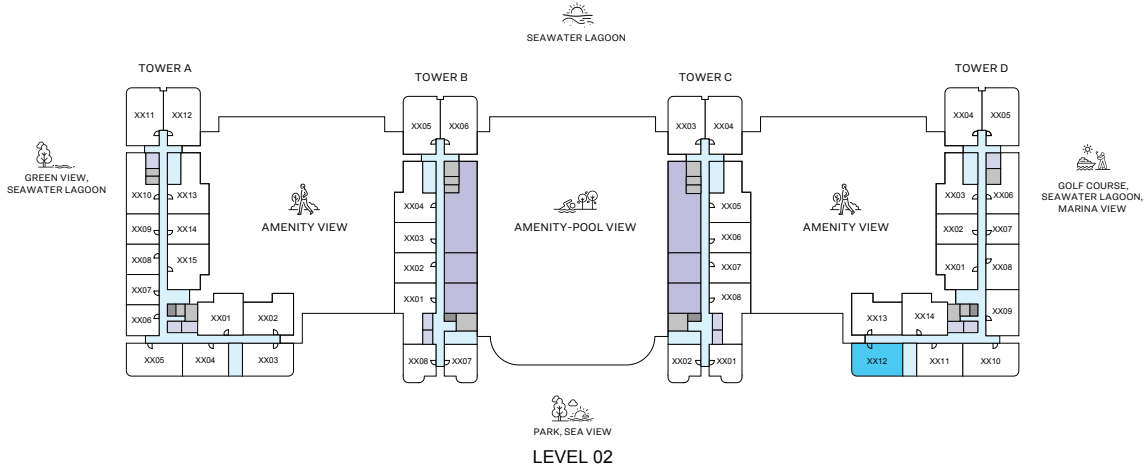 SEAWATER LAGOON
TOWER A
TOWER B
TOWER C
TOWER D
XX11 XX12
XX05 XX06
XX03 XX04
XX04 XX05
GREEN VIEW,
SEAWATER LAGOON
GOLF COURSE,
SEAWATER LAGOON,
MARINA VIEW
XX10 XX13
XX04
XX05
XX03 XX06
AMENITY VIEW
AMENITY-POOL VIEW
AMENITY VIEW
XX09 XX14
XX03
XX06
XX02 XX07
XX08 XX15
XX02
XX07
XX01 XX08
XX07
XX01
XX08
XX06
XX01 XX02
XX13 XX14
XX09
XX05 XX04 XX03
XX08 XX07
XX02 XX01
XX12 XX11 XX10
PARK, SEA VIEW
LEVEL 02